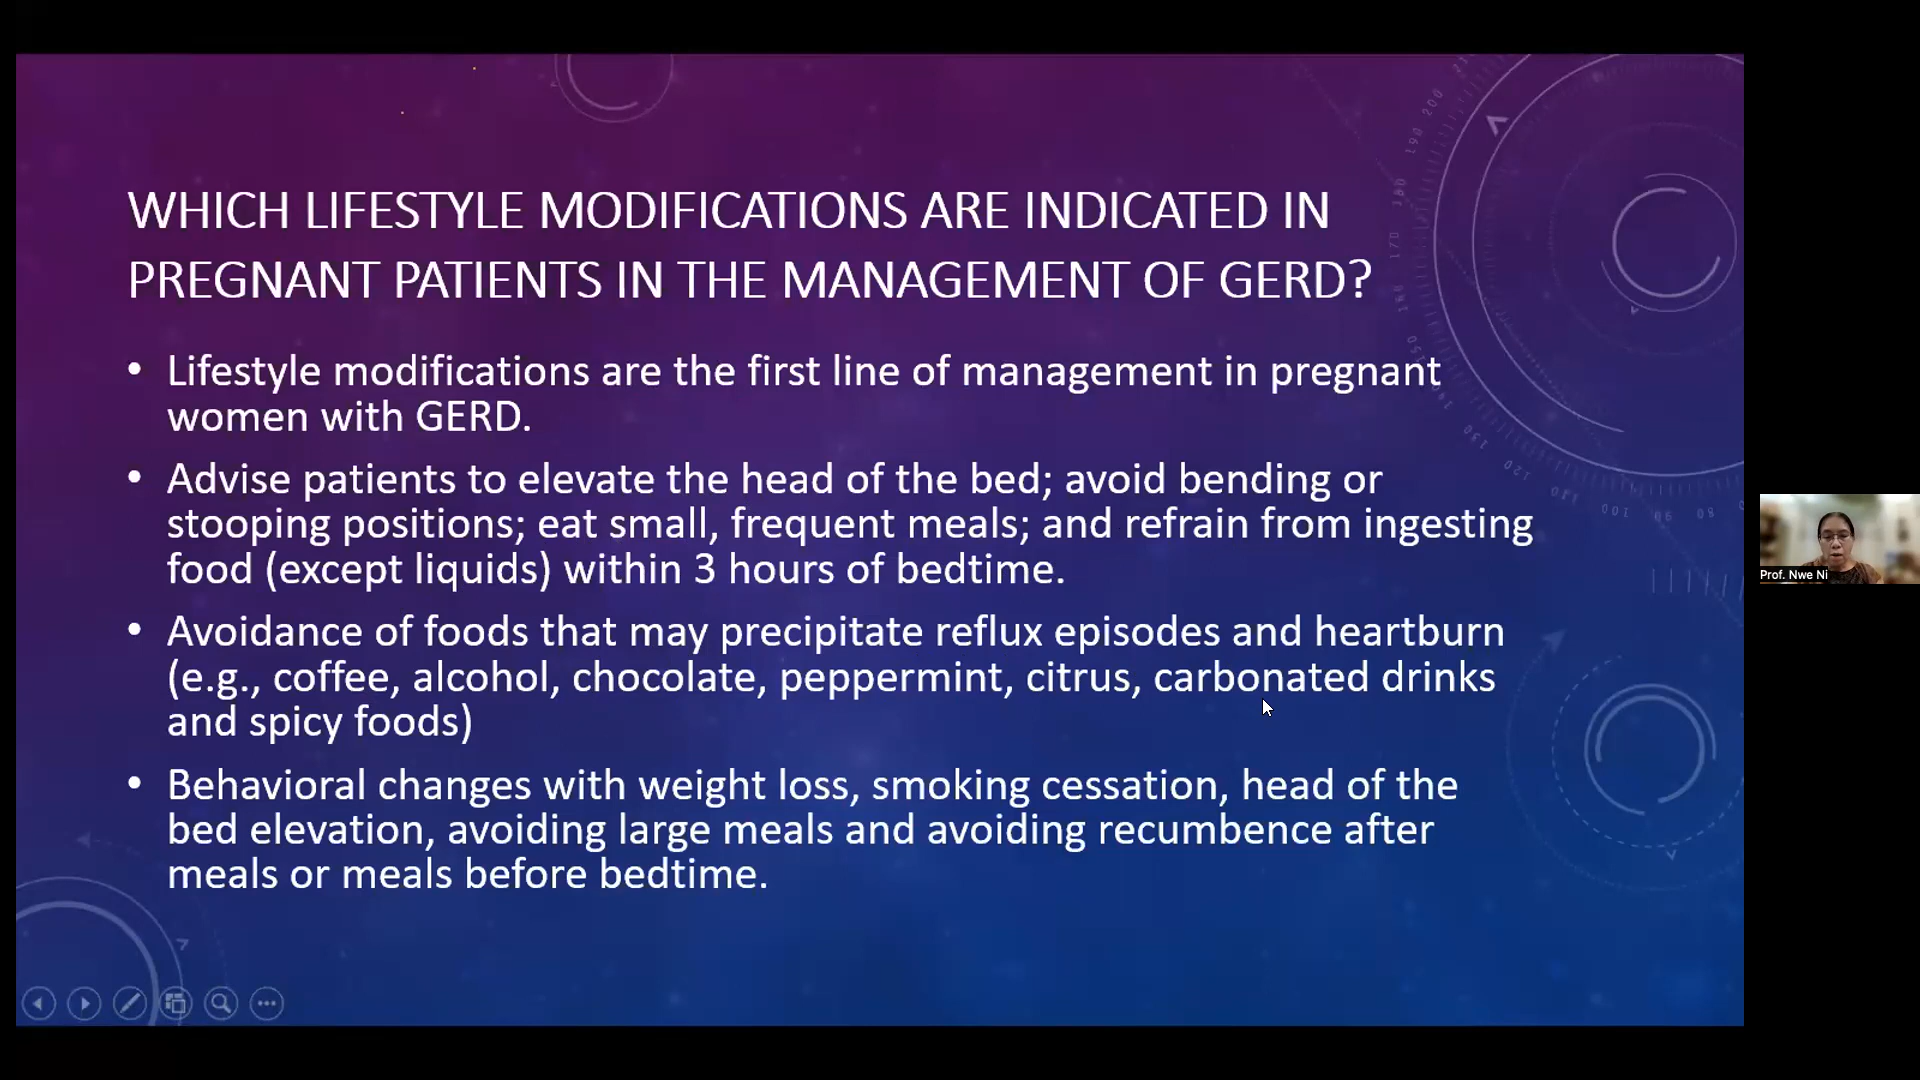 WHICH LIFESTYLE MODIFICATIONS ARE INDICATED IN
PREGNANT PATIENTS IN THE MANAGEMENT OF GERD?
• Lifestyle modifications are the first line of management in pregnant
women with GERD.
• Advise patients to elevate the head of the bed; avoid bending or
stooping positions; eat small, frequent meals; and refrain from ingesting
food (except liquids) within 3 hours of bedtime.
• Avoidance of foods that may precipitate reflux episodes and heartburn
(e.g., coffee, alcohol, chocolate, peppermint, citrus, carbonated drinks
and spicy foods)
• Behavioral changes with weight loss, smoking cessation, head of the
bed elevation, avoiding large meals and avoiding recumbence after
meals or meals before bedtime.
Prof. Nwe Ni